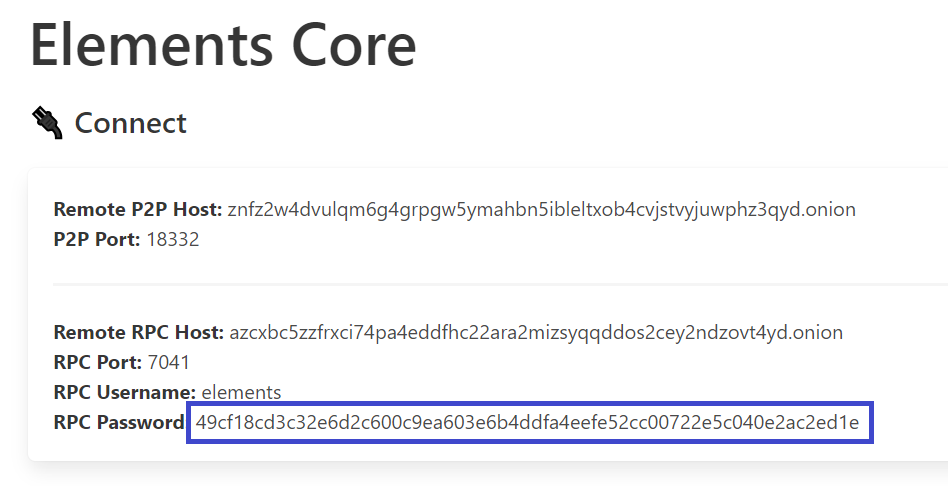 Elements Core
Connect
Remote P2P Host: znfz2w4dvulqm6g4grpgw5ymahbn5ibleltxob4cvjstvyjuwphz3qyd.onion
P2P Port: 18332
Remote RPC Host: azcxbc5zzfrxci74pa4eddfhc22ara2mizsyqqddos2cey2ndzovt4yd.onion
RPC Port: 7041
RPC Username: elements
RPC Password 49cf18cd3c32e6d2c600c9ea603e6b4ddfa4eefe52cc00722e5c040e2ac2ed1e